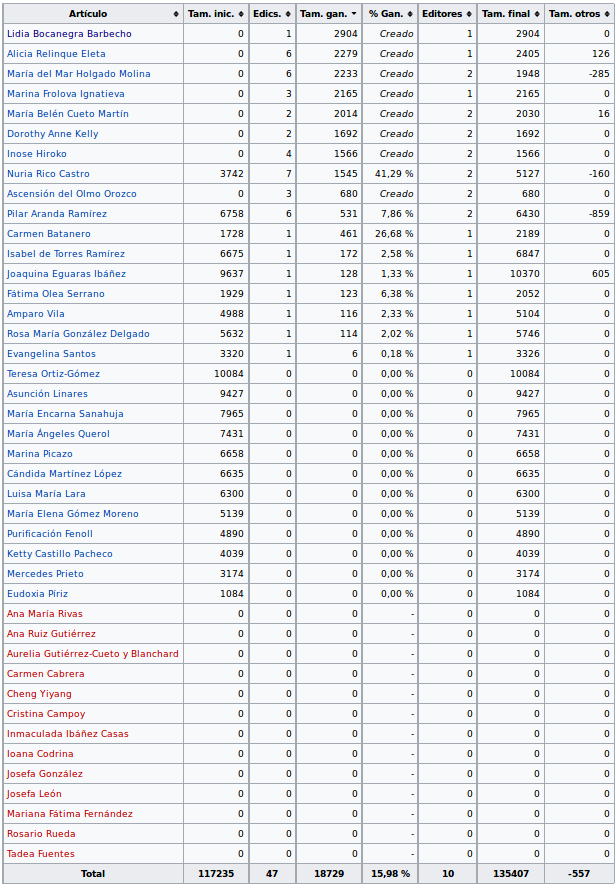 Artículo Tam. inic. Edics. Tam. gan. % Gan. Editores Tam. final Tam. otros
Lidia Bocanegra Barbecho 0 1 2904 Creado 1 2904 0
Alicia Relinque Eleta 0 6 2279 Creado 1 2405 126
María del Mar Holgado Molina 0 6 2233 Creado 2 1948 -285
Marina Frolova Ignatieva 0 3 2165 Creado 1 2165 0
María Belén Cueto Martín 0 2 2014 Creado 2 2030 16
Dorothy Anne Kelly 0 2 1692 Creado 2 1692 0
Inose Hiroko 0 4 1566 Creado 2 1566 0
Nuria Rico Castro 3742 7 1545 41,29 % 2 5127 -160
Ascensión del Olmo Orozco 0 3 680 Creado 2 680 0
Pilar Aranda Ramírez 6758 6 531 7,86 % 2 6430 -859
Carmen Batanero 1728 1 461 26,68 % 1 2189 0
Isabel de Torres Ramírez 6675 1 172 2,58 % 1 6847 0
Joaquina Eguaras Ibáñez 9637 1 128 1,33 % 1 10370 605
Fátima Olea Serrano 1929 1 123 6,38 % 1 2052 0
Amparo Vila 4988 1 116 2,33 % 1 5104 0
Rosa María González Delgado 5632 1 114 2,02 % 1 5746 0
Evangelina Santos 3320 1 6 0,18 % 1 3326 0
Teresa Ortiz-Gómez 10084 0 0 0,00 % 0 10084 0
Asunción Linares 9427 0 0 0,00 % 0 9427 0
María Encarna Sanahuja 7965 0 0 0,00 % 0 7965 0
María Ángeles Querol 7431 0 0 0,00 % 0 7431 0
Marina Picazo 6658 0 0 0,00 % 0 6658 0
Cándida Martínez López 6635 0 0 0,00 % 0 6635 0
Luisa María Lara 6300 0 0 0,00 % 0 6300 0
María Elena Gómez Moreno 5139 0 0 0,00 % 0 5139 0
Purificación Fenoll 4890 0 0 0,00 % 0 4890 0
Ketty Castillo Pacheco 4039 0 0 0,00 % 0 4039 0
Mercedes Prieto 3174 0 0 0,00 % 0 3174 0
Eudoxia Píriz 1084 0 0 0,00 % 0 1084 0
Ana María Rivas 0 0 0 - 0 0 0
Ana Ruiz Gutiérrez 0 0 0 - 0 0 0
Aurelia Gutiérrez-Cueto y Blanchard 0 0 0 - 0 0 0
Carmen Cabrera 0 0 0 - 0 0 0
Cheng Yiyang 0 0 0 - 0 0 0
Cristina Campoy 0 0 0 - 0 0 0
Inmaculada Ibáñez Casas 0 0 0 - 0 0 0
Ioana Codrina 0 0 0 - 0 0 0
Josefa González 0 0 0 - 0 0 0
Josefa León 0 0 0 - 0 0 0
Mariana Fátima Fernández 0 0 0 - 0 0 0
Rosario Rueda 0 0 0 - 0 0 0
Tadea Fuentes 0 0 0 - 0 0 0
Total 117235 47 18729 15,98 % 10 135407 -557